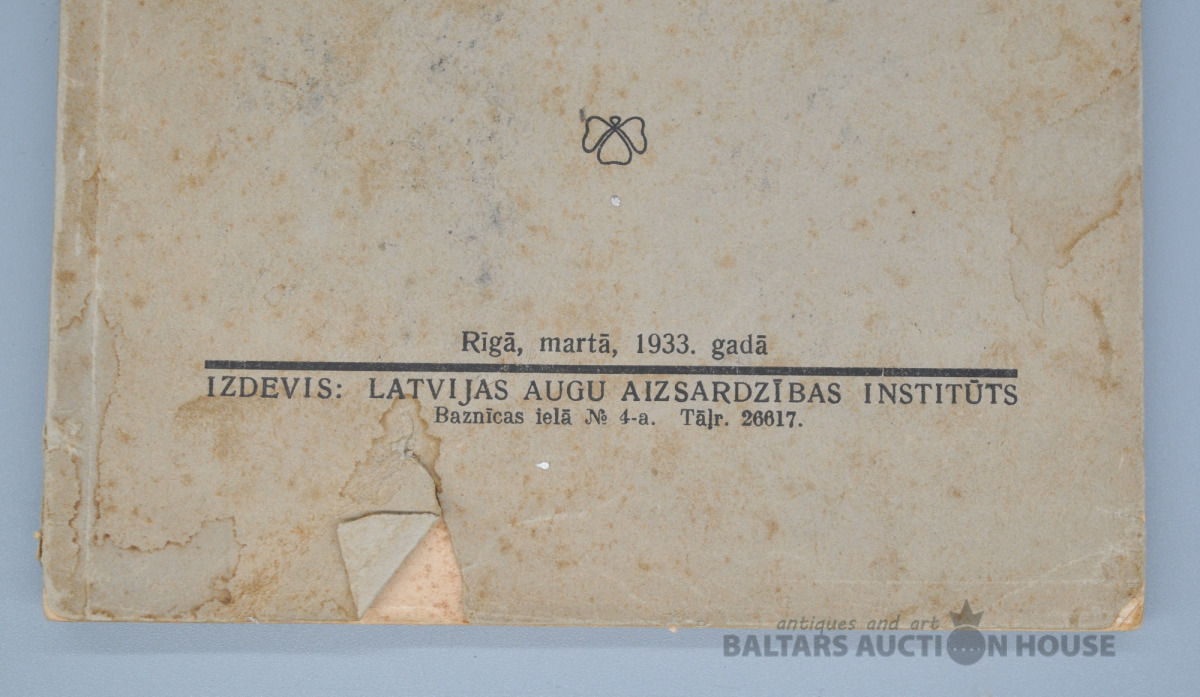 Rīgā, martā, 1933. gadā
IZDEVIS: LATVIJAS AUGU AIZSARDZĪBAS INSTITŪTS
Baznīcas ielā № 4-a. Tāļr. 26617.
antiques and art
BALTARS AUCTION HOUSE